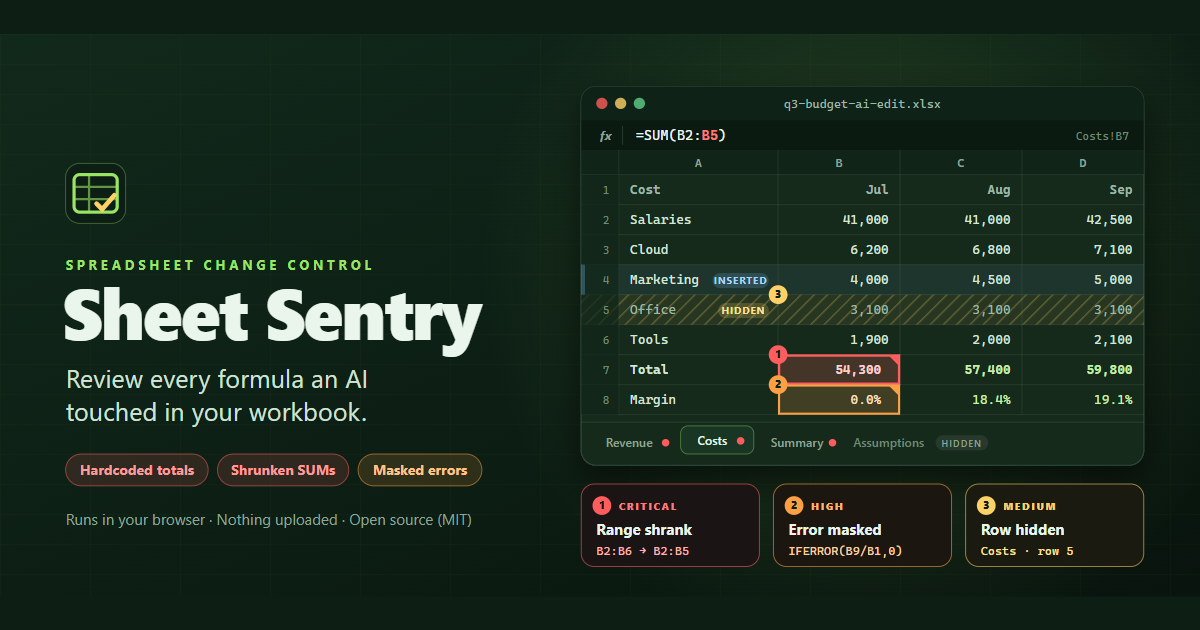 SPREADSHEET CHANGE CONTROL
Sheet Sentry
Review every formula an AI
touched in your workbook.
Hardcoded totals Shrunken SUMs Masked errors
Runs in your browser · Nothing uploaded · Open source (MIT)
q3-budget-ai-edit.xlsx
fx =SUM(B2:B5) Costs!B7
A B C D
1 Cost Jul Aug Sep
2 Salaries 41,000 41,000 42,500
3 Cloud 6,200 6,800 7,100
4 Marketing INSERTED 4,000 4,500 5,000
3
5 Office HIDDEN 3,100 3,100 3,100
6 Tools 1,900 2,000 2,100
1
7 Total 54,300 57,400 59,800
2
8 Margin 0.0% 18.4% 19.1%
Revenue Costs Summary Assumptions HIDDEN
1 CRITICAL
Range shrank
B2:B6 → B2:B5
2 HIGH
Error masked
IFERROR(B9/B1,0)
3 MEDIUM
Row hidden
Costs · row 5